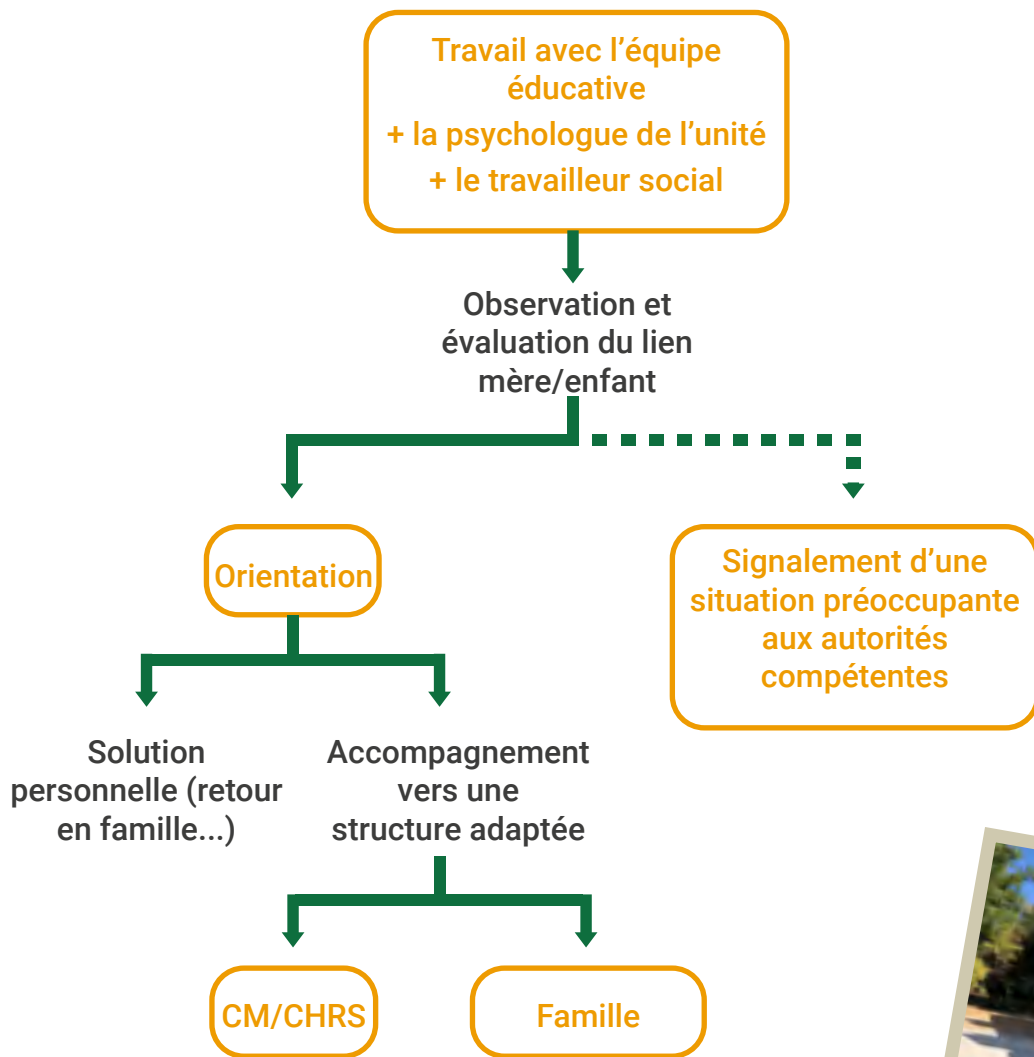 Travail avec l’équipe
éducative
+ la psychologue de l’unité
+ le travailleur social
Observation et
évaluation du lien
mère/enfant
Orientation
Signalement d’une
situation préoccupante
aux autorités
compétentes
Solution
personnelle (retour
en famille...)
Accompagnement
vers une
structure adaptée
CM/CHRS
Famille